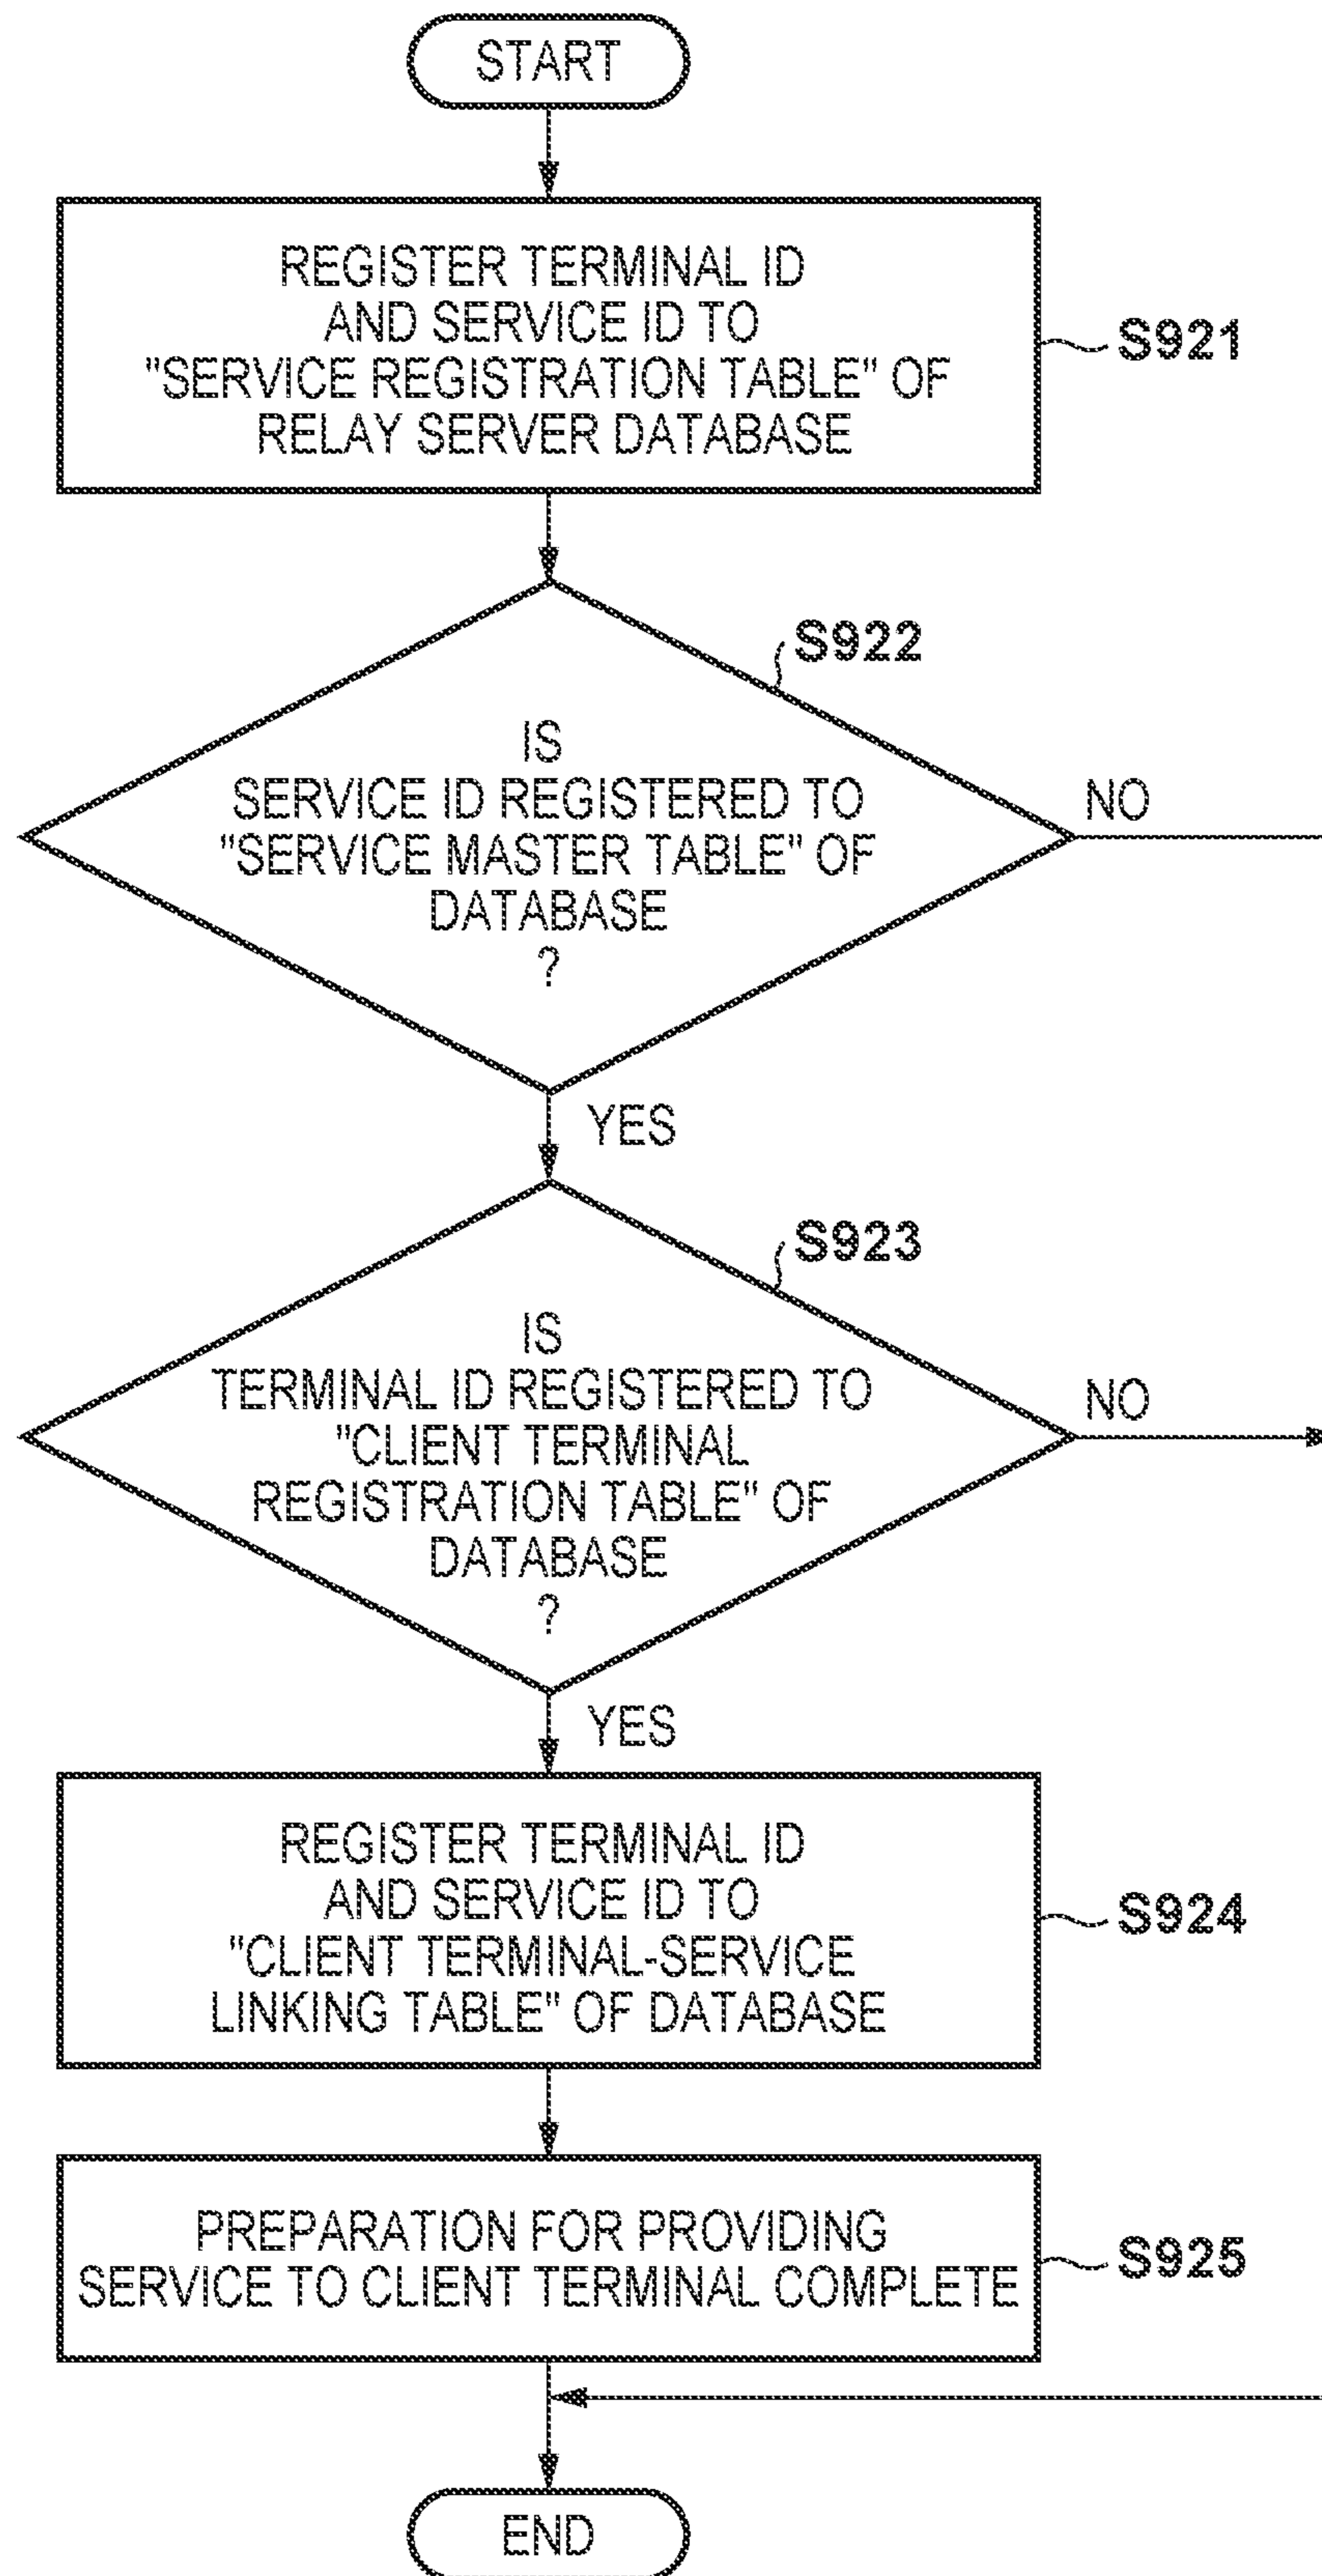 START
REGISTER TERMINAL ID
AND SERVICE ID TO
"SERVICE REGISTRATION TABLE" OF
RELAY SERVER DATABASE
S921
S922
IS
SERVICE ID REGISTERED TO
"SERVICE MASTER TABLE" OF
DATABASE
?
NO
YES
S923
IS
TERMINAL ID REGISTERED TO
"CLIENT TERMINAL
REGISTRATION TABLE" OF
DATABASE
?
NO
YES
REGISTER TERMINAL ID
AND SERVICE ID TO
"CLIENT TERMINAL-SERVICE
LINKING TABLE" OF DATABASE
S924
PREPARATION FOR PROVIDING
SERVICE TO CLIENT TERMINAL COMPLETE
S925
END